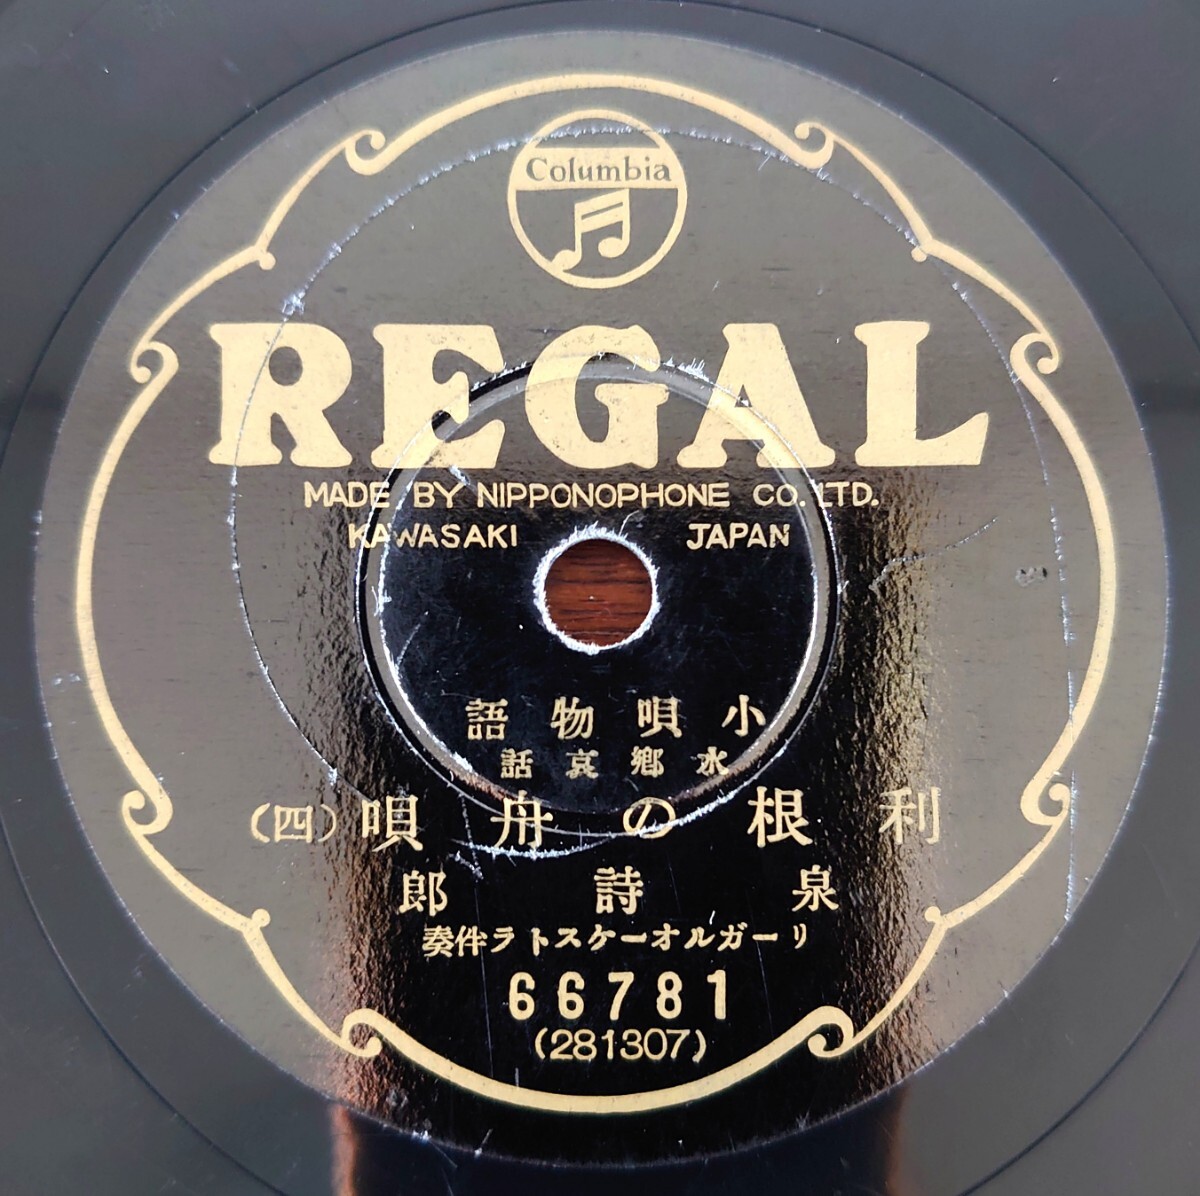 Columbia
REGAL
MADE BY NIPPONOPHONE CO. LTD.
KAWASAKI JAPAN
小唄物語
水郷哀話
利根の舟唄(四)
泉詩郎
リーガルオーケストラ伴奏
66781
(281307)